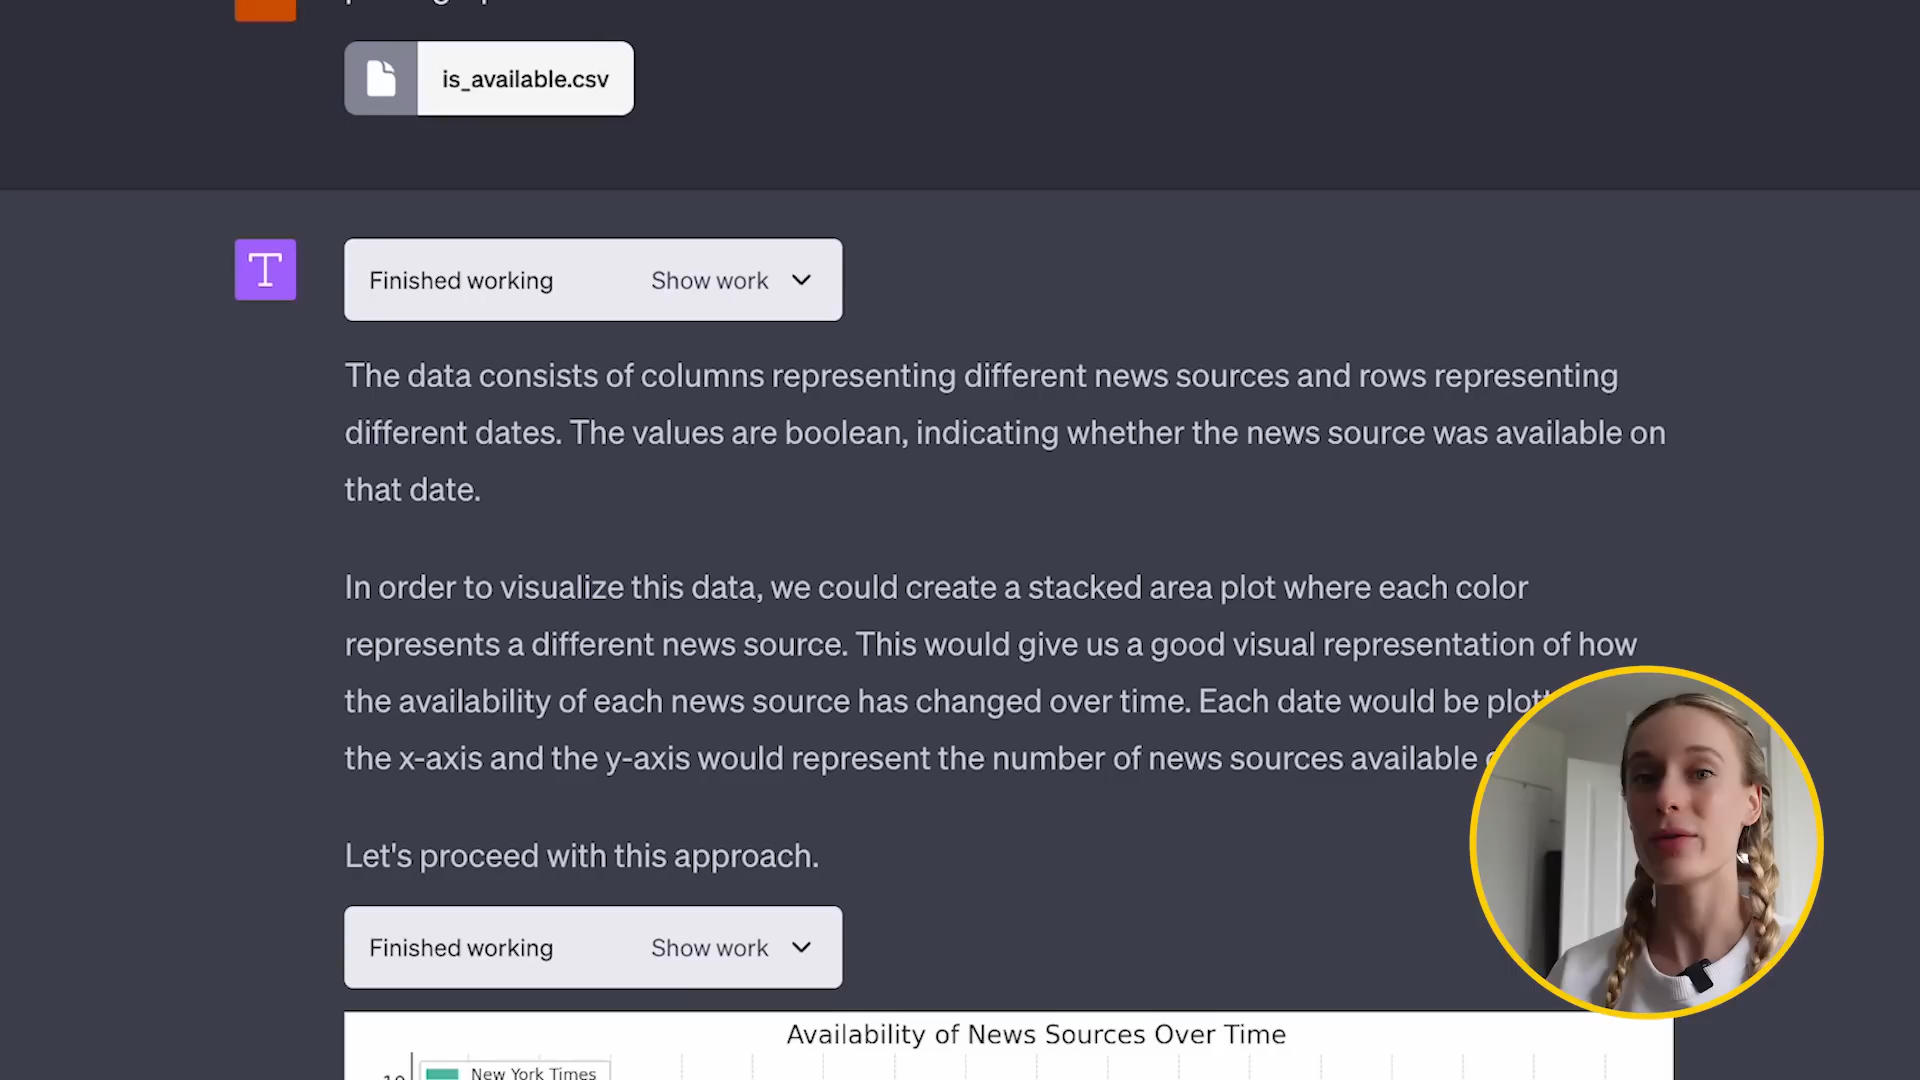 is_available.csv
T
Finished working Show work
The data consists of columns representing different news sources and rows representing
different dates. The values are boolean, indicating whether the news source was available on
that date.
In order to visualize this data, we could create a stacked area plot where each color
represents a different news source. This would give us a good visual representation of how
the availability of each news source has changed over time. Each date would be
the x-axis and the y-axis would represent the number of news sources available
Let's proceed with this approach.
Finished working Show work
Availability of News Sources Over Time
New York Times